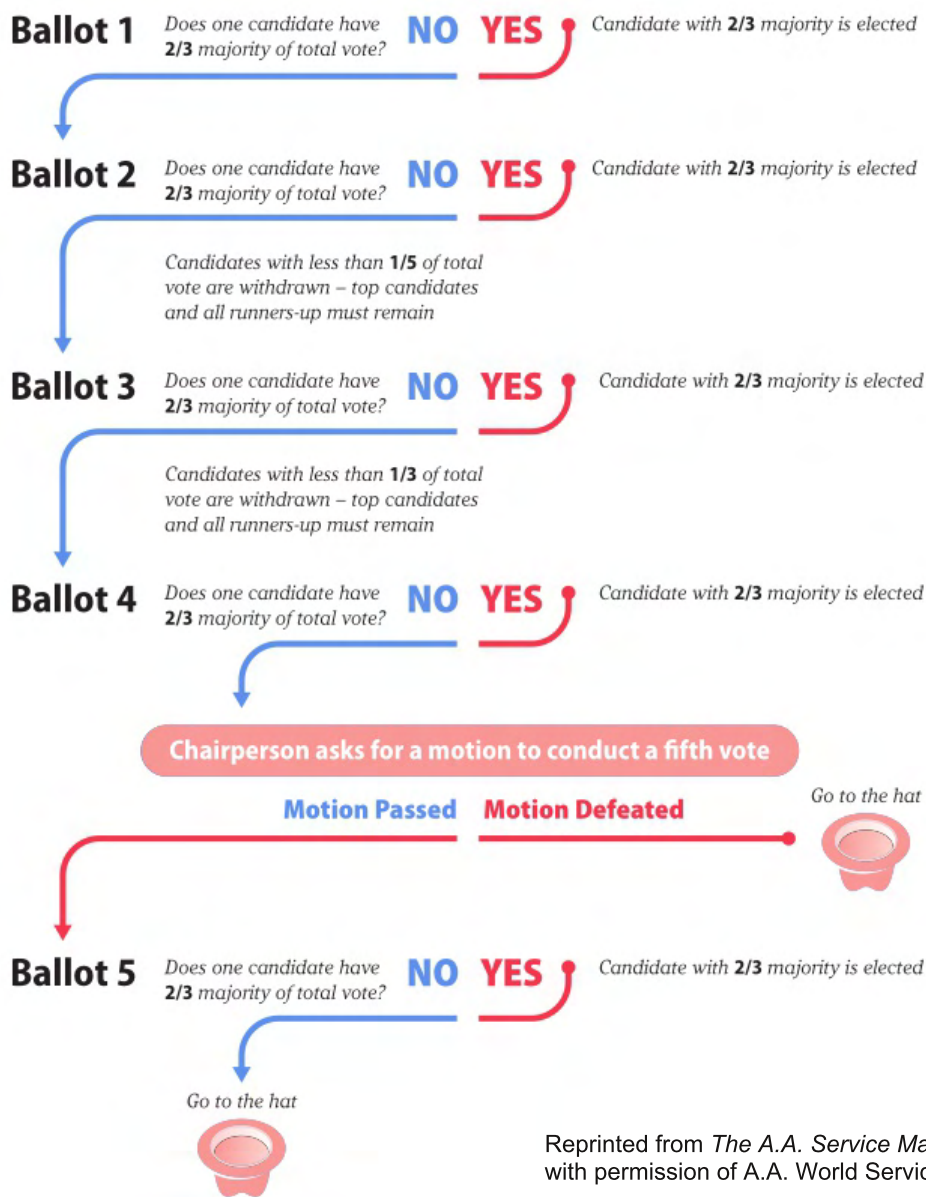 Ballot 1 Does one candidate have NO YES Candidate with 2/3 majority is elected
2/3 majority of total vote?
Ballot 2 Does one candidate have NO YES Candidate with 2/3 majority is elected
2/3 majority of total vote?
Candidates with less than 1/5 of total
vote are withdrawn – top candidates
and all runners-up must remain
Ballot 3 Does one candidate have NO YES Candidate with 2/3 majority is elected
2/3 majority of total vote?
Candidates with less than 1/3 of total
vote are withdrawn – top candidates
and all runners-up must remain
Ballot 4 Does one candidate have NO YES Candidate with 2/3 majority is elected
2/3 majority of total vote?
Chairperson asks for a motion to conduct a fifth vote
Motion Passed Motion Defeated Go to the hat
Ballot 5 Does one candidate have NO YES Candidate with 2/3 majority is elected
2/3 majority of total vote?
Go to the hat
Reprinted from The A.A. Service
with permission of A.A. World